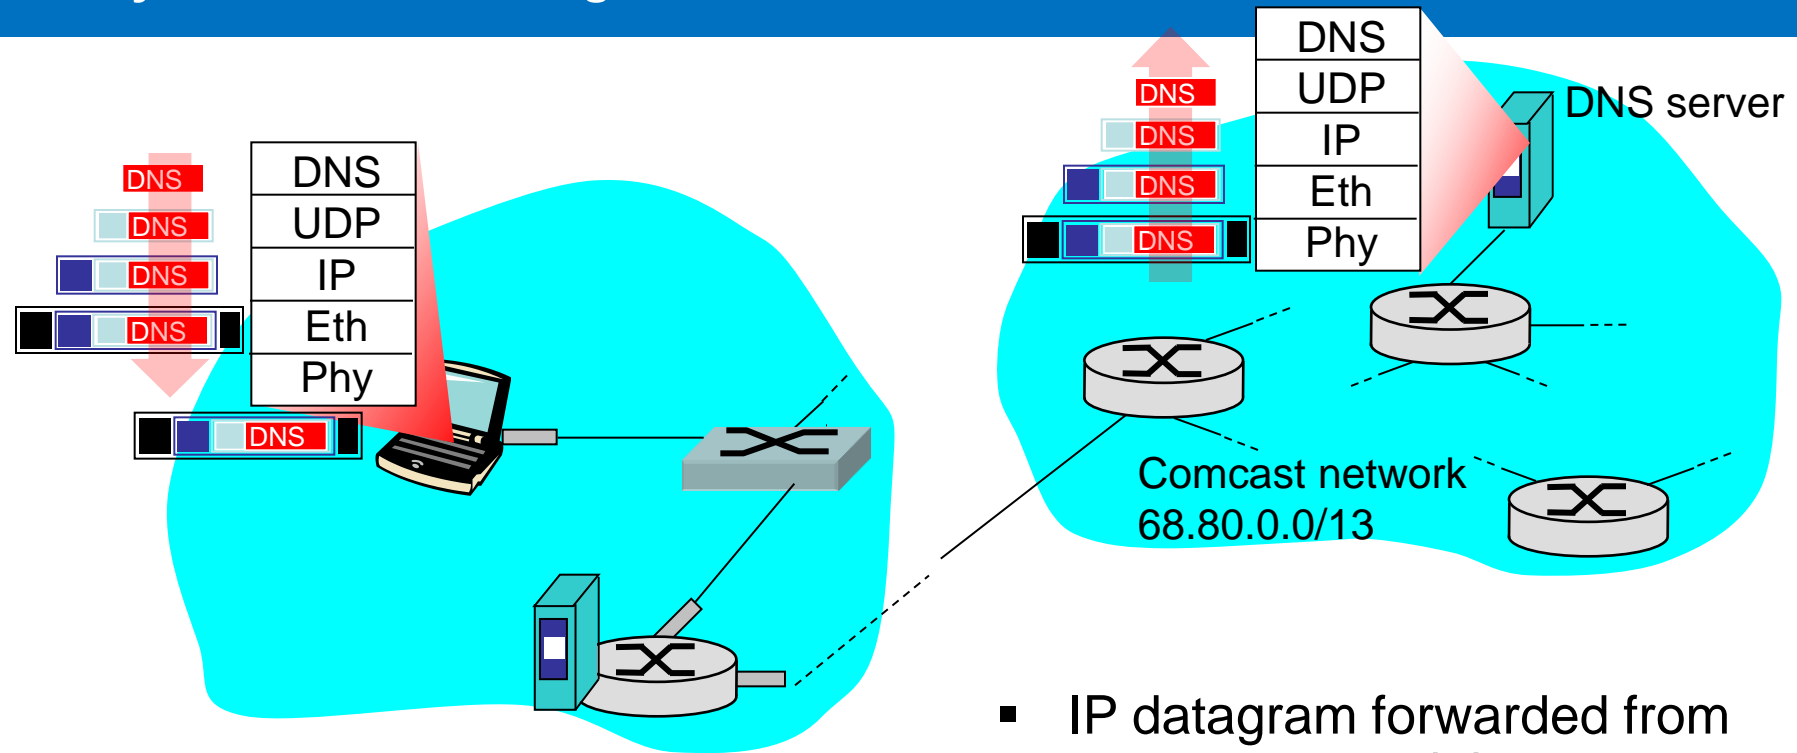 DNS
UDP
IP
Eth
Phy
DNS
DNS
DNS
DNS
DNS
DNS
UDP
IP
Eth
Phy
DNS
DNS
DNS
DNS
DNS server
Comcast network
68.80.0.0/13
▪ IP datagram forwarded from